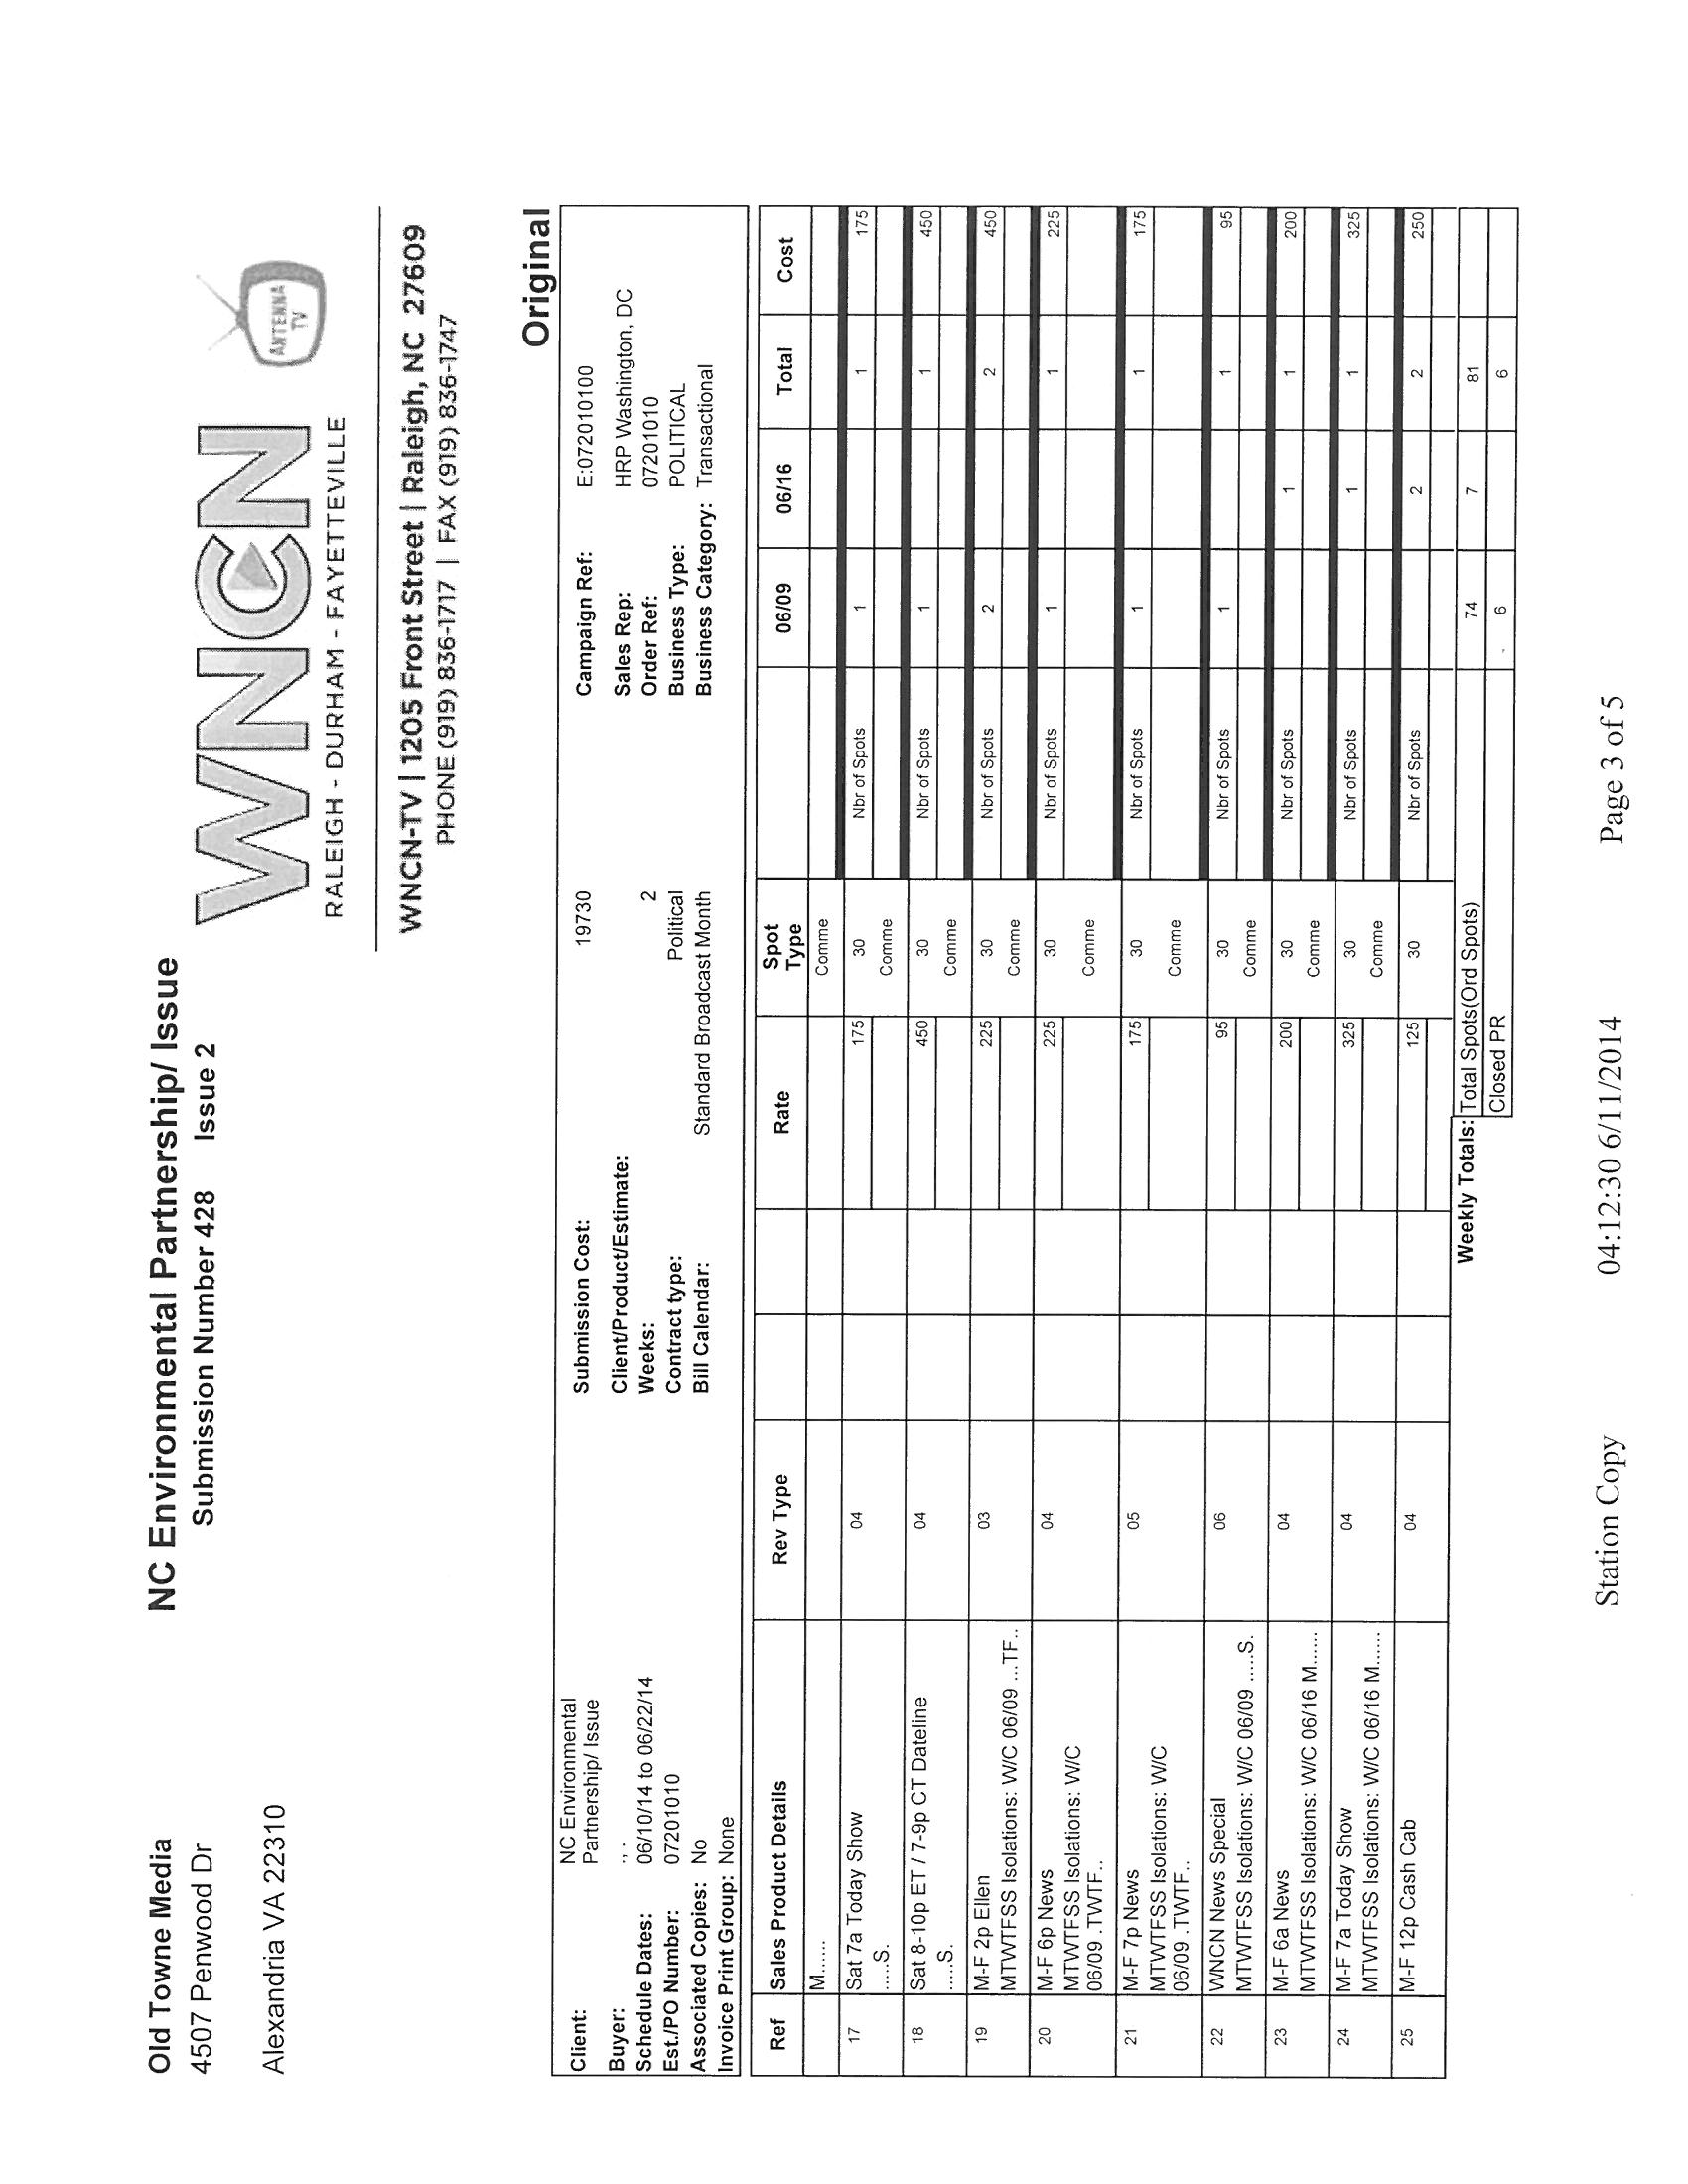 Old Towne Media
4507 Penwood Dr
Alexandria VA 22310
NC Environmental Partnership/ Issue
Submission Number 428 Issue 2
WNCN
ANTENNA TV
RALEIGH - DURHAM - FAYETTEVILLE
WNCN-TV | 1205 Front Street | Raleigh, NC 27609
PHONE (919) 836-1717 | FAX (919) 836-1747
Original
Client: NC Environmental Submission Cost: 19730 Campaign Ref: E:072010100
Partnership/ Issue
Buyer: ., . Client/Product/Estimate: Sales Rep: HRP Washington, DC
Schedule Dates: 06/10/14 to 06/22/14 Weeks: 2 Order Ref: 07201010
Est./PO Number: 07201010 Contract type: Political Business Type: POLITICAL
Associated Copies: No Bill Calendar: Standard Broadcast Month Business Category: Transactional
Invoice Print Group: None
Ref Sales Product Details Rev Type Rate Spot Type 06/09 06/16 Total Cost
M...... Comme
17 Sat 7a Today Show 04 175 30 Nbr of Spots 1 1 175
.....S. Comme
18 Sat 8-10p ET / 7-9p CT Dateline 04 450 30 Nbr of Spots 1 1 450
.....S. Comme
19 M-F 2p Ellen 03 225 30 Nbr of Spots 2 2 450
MTWTFSS Isolations: W/C 06/09 ...TF.. Comme
20 M-F 6p News 04 225 30 Nbr of Spots 1 1 225
MTWTFSS Isolations: W/C Comme
06/09 .TWTF..
21 M-F 7p News 05 175 30 Nbr of Spots 1 1 175
MTWTFSS Isolations: W/C Comme
06/09 .TWTF..
22 WNCN News Special 06 95 30 Nbr of Spots 1 1 95
MTWTFSS Isolations: W/C 06/09 .....S. Comme
23 M-F 6a News 04 200 30 Nbr of Spots 1 1 200
MTWTFSS Isolations: W/C 06/16 M...... Comme
24 M-F 7a Today Show 04 325 30 Nbr of Spots 1 1 325
MTWTFSS Isolations: W/C 06/16 M...... Comme
25 M-F 12p Cash Cab 04 125 30 Nbr of Spots 2 2 250
Weekly Totals: Total Spots(Ord Spots) 74 7 81
Closed PR 6 6
Station Copy 04:12:30 6/11/2014 Page 3 of 5